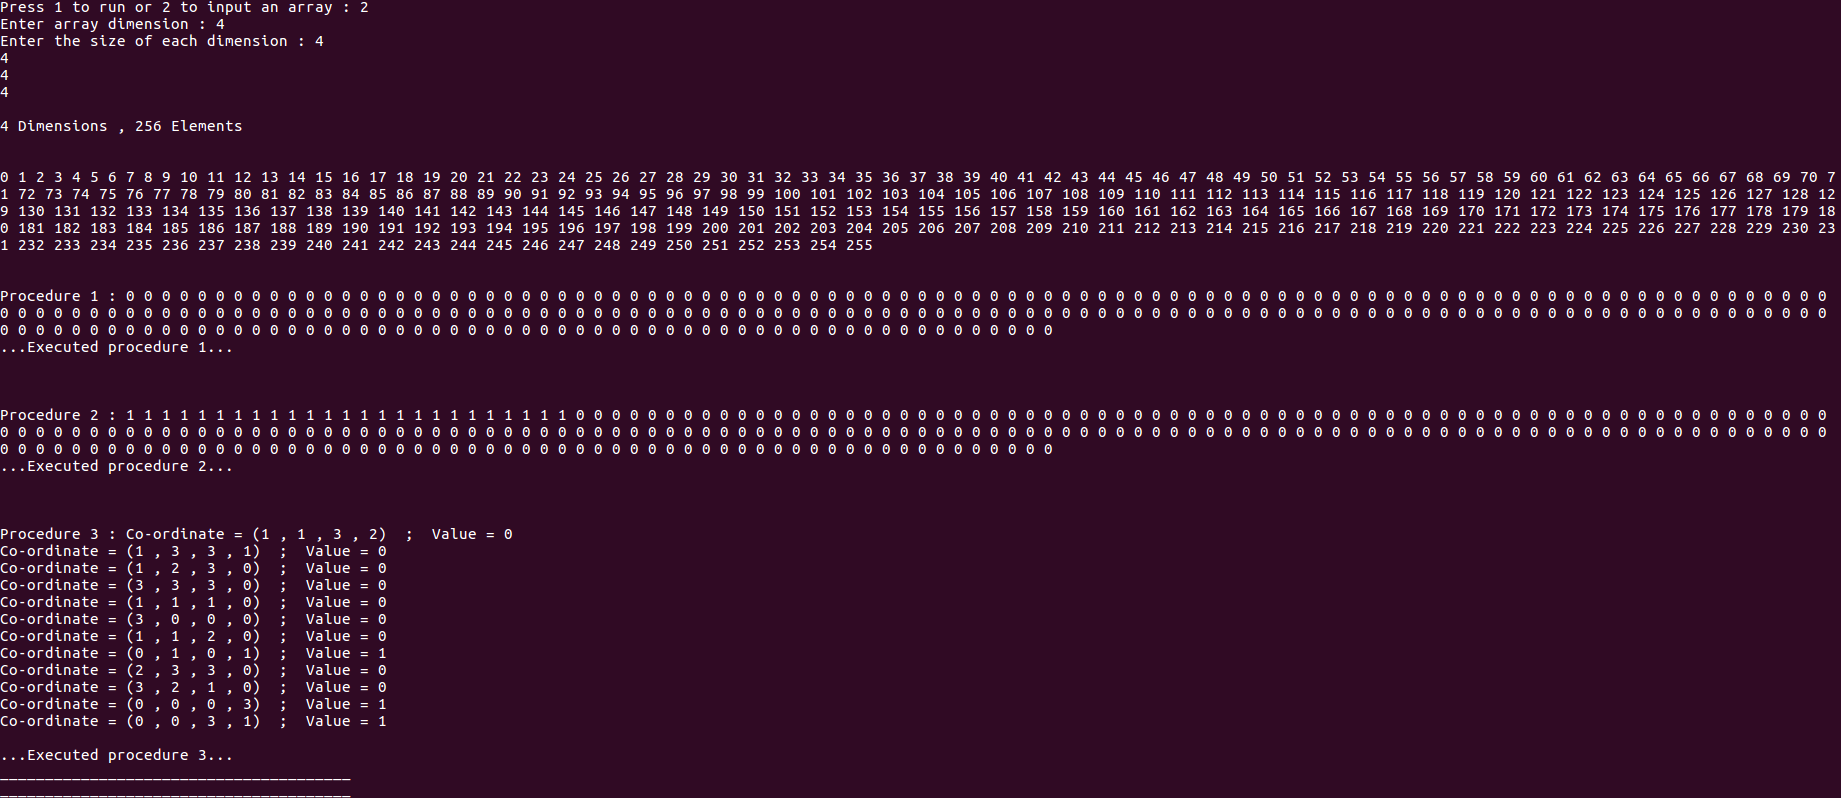 Press 1 to run or 2 to input an array : 2
Enter array dimension : 4
Enter the size of each dimension : 4
4
4
4
4 Dimensions , 256 Elements
0 1 2 3 4 5 6 7 8 9 10 11 12 13 14 15 16 17 18 19 20 21 22 23 24 25 26 27 28 29 30 31 32 33 34 35 36 37 38 39 40 41 42 43 44 45 46 47 48 49 50 51 52 53 54 55 56 57 58 59 60 61 62 63 64 65 66 67 68 69 70 7
1 72 73 74 75 76 77 78 79 80 81 82 83 84 85 86 87 88 89 90 91 92 93 94 95 96 97 98 99 100 101 102 103 104 105 106 107 108 109 110 111 112 113 114 115 116 117 118 119 120 121 122 123 124 125 126 127 128 12
9 130 131 132 133 134 135 136 137 138 139 140 141 142 143 144 145 146 147 148 149 150 151 152 153 154 155 156 157 158 159 160 161 162 163 164 165 166 167 168 169 170 171 172 173 174 175 176 177 178 179 18
0 181 182 183 184 185 186 187 188 189 190 191 192 193 194 195 196 197 198 199 200 201 202 203 204 205 206 207 208 209 210 211 212 213 214 215 216 217 218 219 220 221 222 223 224 225 226 227 228 229 230 23
1 232 233 234 235 236 237 238 239 240 241 242 243 244 245 246 247 248 249 250 251 252 253 254 255
Procedure 1 : 0 0 0 0 0 0 0 0 0 0 0 0 0 0 0 0 0 0 0 0 0 0 0 0 0 0 0 0 0 0 0 0 0 0 0 0 0 0 0 0 0 0 0 0 0 0 0 0 0 0 0 0 0 0 0 0 0 0 0 0 0 0 0 0 0 0 0 0 0 0 0 0 0 0 0 0 0 0 0 0 0 0 0 0 0 0 0 0 0 0 0 0 0 0 0
0 0 0 0 0 0 0 0 0 0 0 0 0 0 0 0 0 0 0 0 0 0 0 0 0 0 0 0 0 0 0 0 0 0 0 0 0 0 0 0 0 0 0 0 0 0 0 0 0 0 0 0 0 0 0 0 0 0 0 0 0 0 0 0 0 0 0 0 0 0 0 0 0 0 0 0 0 0 0 0 0 0 0 0 0 0 0 0 0 0 0 0 0 0 0 0 0 0 0 0 0 0
0 0 0 0 0 0 0 0 0 0 0 0 0 0 0 0 0 0 0 0 0 0 0 0 0 0 0 0 0 0 0 0 0 0 0 0 0 0 0 0 0 0 0 0 0 0 0 0 0 0 0 0 0 0 0 0 0 0 0
...Executed procedure 1...
Procedure 2 : 1 1 1 1 1 1 1 1 1 1 1 1 1 1 1 1 1 1 1 1 1 1 1 1 1 0 0 0 0 0 0 0 0 0 0 0 0 0 0 0 0 0 0 0 0 0 0 0 0 0 0 0 0 0 0 0 0 0 0 0 0 0 0 0 0 0 0 0 0 0 0 0 0 0 0 0 0 0 0 0 0 0 0 0 0 0 0 0 0 0 0 0 0 0 0
0 0 0 0 0 0 0 0 0 0 0 0 0 0 0 0 0 0 0 0 0 0 0 0 0 0 0 0 0 0 0 0 0 0 0 0 0 0 0 0 0 0 0 0 0 0 0 0 0 0 0 0 0 0 0 0 0 0 0 0 0 0 0 0 0 0 0 0 0 0 0 0 0 0 0 0 0 0 0 0 0 0 0 0 0 0 0 0 0 0 0 0 0 0 0 0 0 0 0 0 0 0
0 0 0 0 0 0 0 0 0 0 0 0 0 0 0 0 0 0 0 0 0 0 0 0 0 0 0 0 0 0 0 0 0 0 0 0 0 0 0 0 0 0 0 0 0 0 0 0 0 0 0 0 0 0 0 0 0 0 0
...Executed procedure 2...
Procedure 3 : Co-ordinate = (1 , 1 , 3 , 2)  ;  Value = 0
Co-ordinate = (1 , 3 , 3 , 1)  ;  Value = 0
Co-ordinate = (1 , 2 , 3 , 0)  ;  Value = 0
Co-ordinate = (3 , 3 , 3 , 0)  ;  Value = 0
Co-ordinate = (1 , 1 , 1 , 0)  ;  Value = 0
Co-ordinate = (3 , 0 , 0 , 0)  ;  Value = 0
Co-ordinate = (1 , 1 , 2 , 0)  ;  Value = 0
Co-ordinate = (0 , 1 , 0 , 1)  ;  Value = 1
Co-ordinate = (2 , 3 , 3 , 0)  ;  Value = 0
Co-ordinate = (3 , 2 , 1 , 0)  ;  Value = 0
Co-ordinate = (0 , 0 , 0 , 3)  ;  Value = 1
Co-ordinate = (0 , 0 , 3 , 1)  ;  Value = 1
...Executed procedure 3...
_______________________________________
_______________________________________